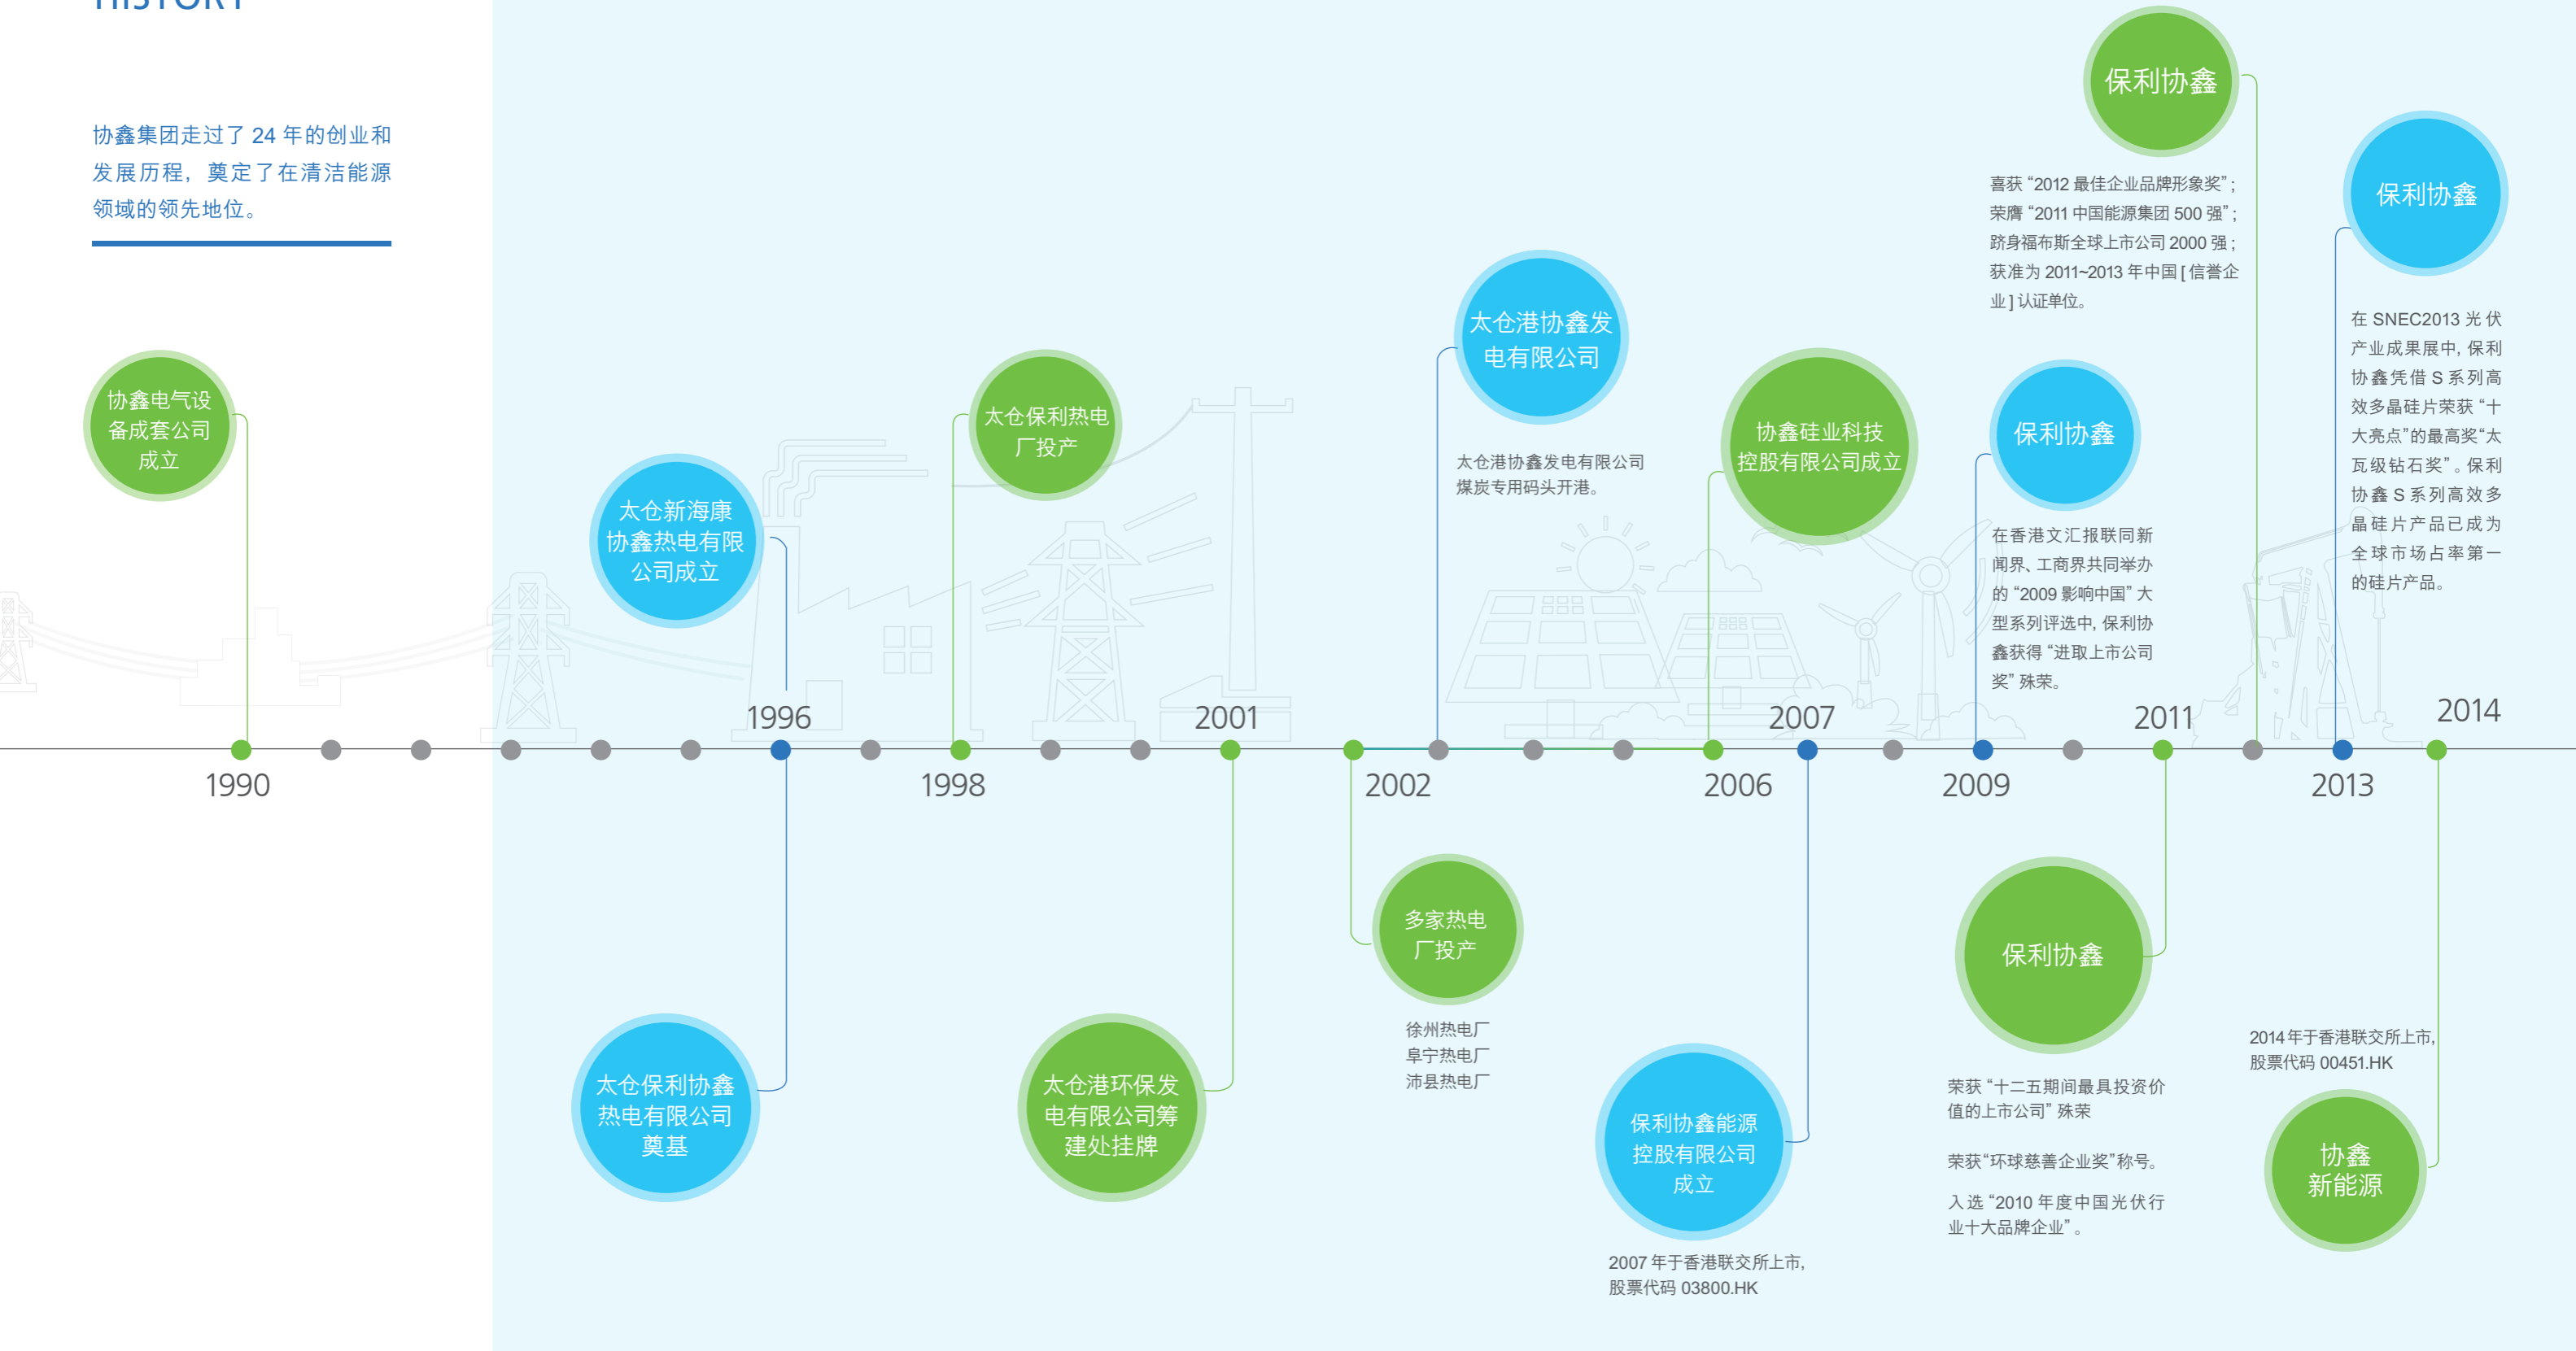 HISTORY
协鑫集团走过了 24 年的创业和
发展历程，奠定了在清洁能源
领域的领先地位。
协鑫电气设
备成套公司
成立
1990
太仓新海康
协鑫热电有限
公司成立
1996
太仓保利协鑫
热电有限公司
奠基
太仓保利热电
厂投产
1998
2001
太仓港环保发
电有限公司筹
建处挂牌
2002
多家热电
厂投产
徐州热电厂
阜宁热电厂
沛县热电厂
太仓港协鑫发
电有限公司
太仓港协鑫发电有限公司
煤炭专用码头开港。
协鑫硅业科技
控股有限公司成立
2006
2007
保利协鑫能源
控股有限公司
成立
2007 年于香港联交所上市,
股票代码 03800.HK
保利协鑫
在香港文汇报联同新
闻界、工商界共同举办
的 “2009 影响中国” 大
型系列评选中, 保利协
鑫获得 “进取上市公司
奖” 殊荣。
2009
2011
保利协鑫
荣获 “十二五期间最具投资价
值的上市公司” 殊荣
荣获“环球慈善企业奖”称号。
入选 “2010 年度中国光伏行
业十大品牌企业” 。
保利协鑫
喜获 “2012 最佳企业品牌形象奖” ;
荣膺 “2011 中国能源集团 500 强” ;
跻身福布斯全球上市公司 2000 强 ;
获准为 2011~2013 年中国 [ 信誉企
业 ] 认证单位。
保利协鑫
在 SNEC2013 光 伏
产业成果展中, 保利
协鑫凭借 S 系列高
效多晶硅片荣获 “十
大亮点”的最高奖“太
瓦级钻石奖” 。保利
协鑫 S 系列高效多
晶硅片产品已成为
全球市场占率第一
的硅片产品。
2013
2014
2014 年于香港联交所上市,
股票代码 00451.HK
协鑫
新能源